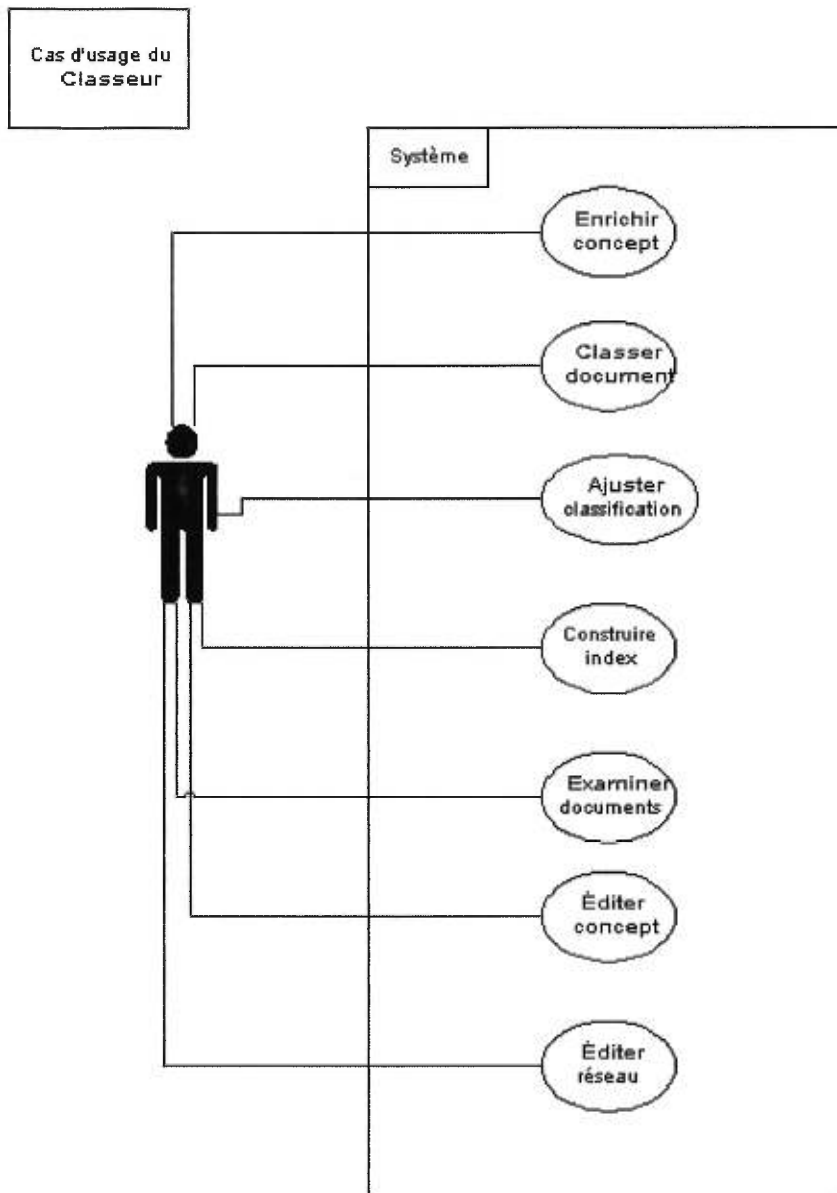 Cas d'usage du
Classeur
Système
Enrichir
concept
Classer
document
Ajuster
classification
Construire
index
Examiner
documents
Éditer
concept
Éditer
réseau